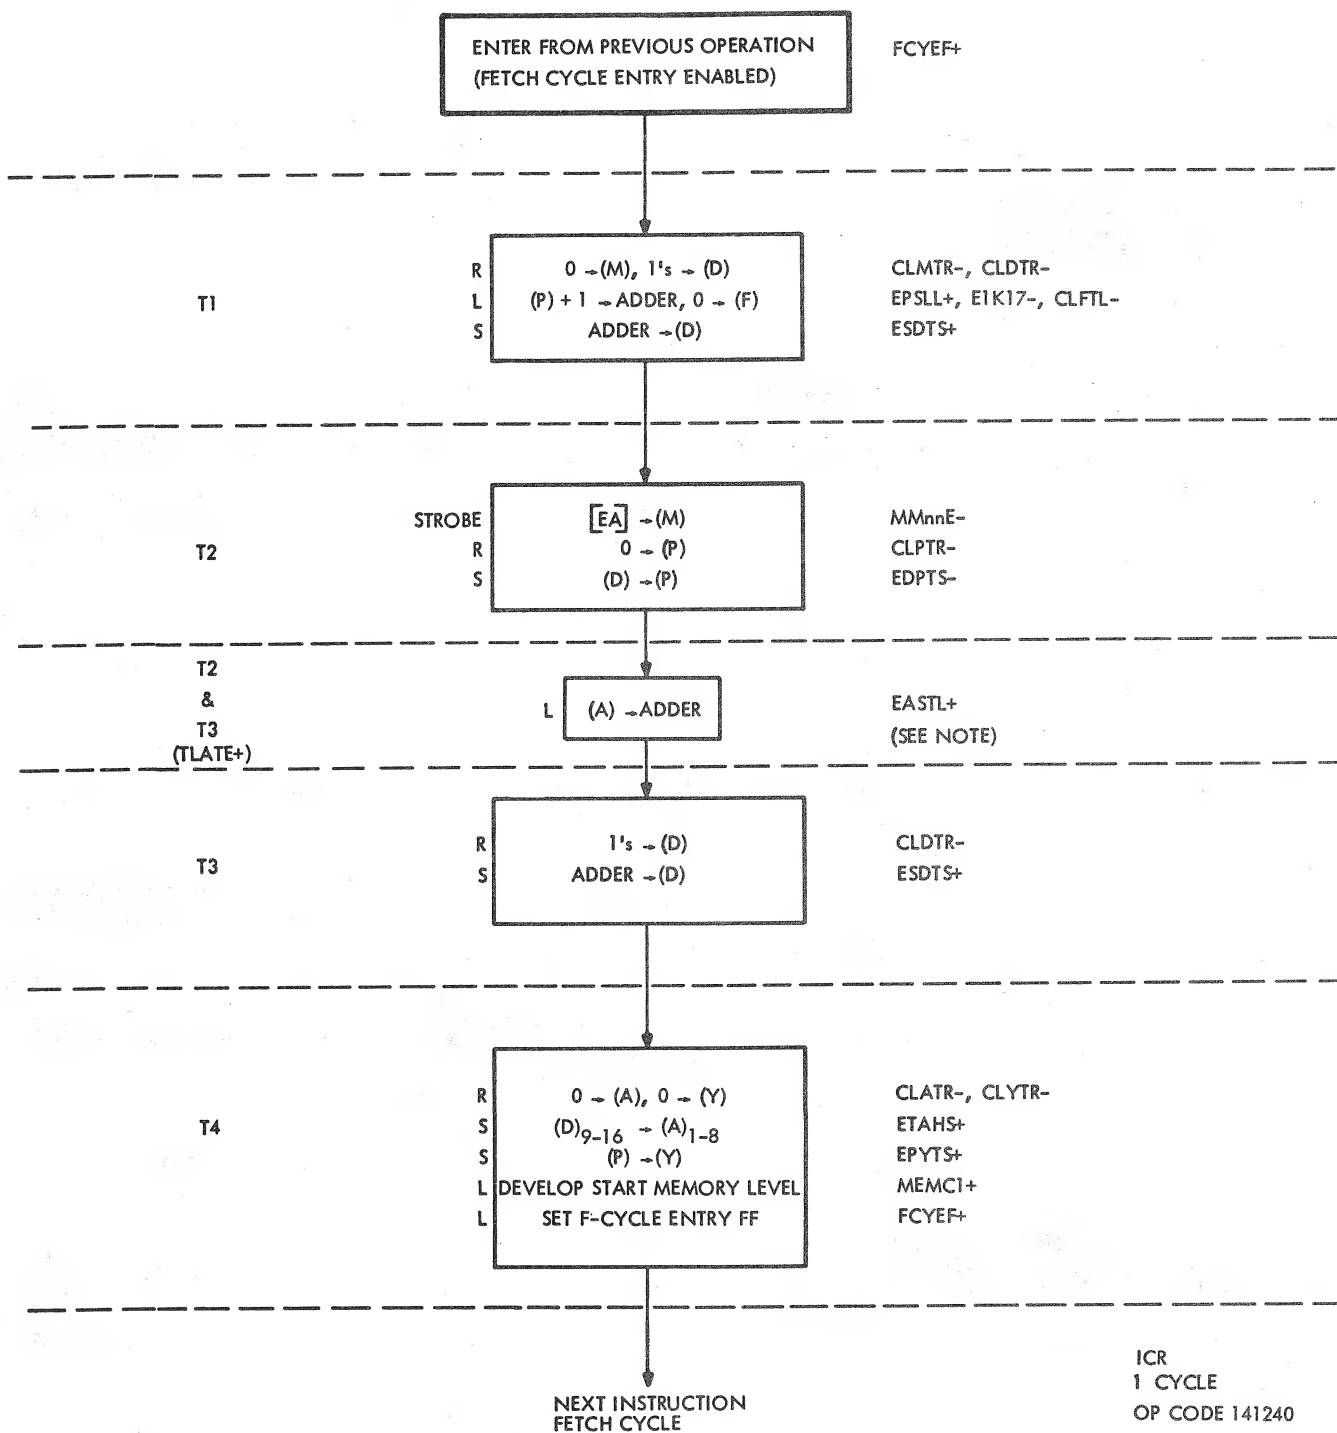 ENTER FROM PREVIOUS OPERATION FCYEF+
(FETCH CYCLE ENTRY ENABLED)
R 0 → (M), 1's → (D) CLMTR-, CLDTR-
T1 L (P) + 1 → ADDER, 0 → (F) EPSLL+, E1K17-, CLFTL-
S ADDER → (D) ESDTS+
STROBE [EA] → (M) MMnnE-
T2 R 0 → (P) CLPTR-
S (D) → (P) EDPTS-
T2
&
T3
(TLATE+)
L (A) → ADDER EASTL+
(SEE NOTE)
R 1's → (D) CLDTR-
T3 S ADDER → (D) ESDTS+
R 0 → (A), 0 → (Y) CLATR-, CLYTR-
T4 S (D)9-16 → (A)1-8 ETAHS+
S (P) → (Y) EPYTS+
L DEVELOP START MEMORY LEVEL MEMC1+
L SET F-CYCLE ENTRY FF FCYEF+
NEXT INSTRUCTION
FETCH CYCLE
ICR
1 CYCLE
OP CODE 141240